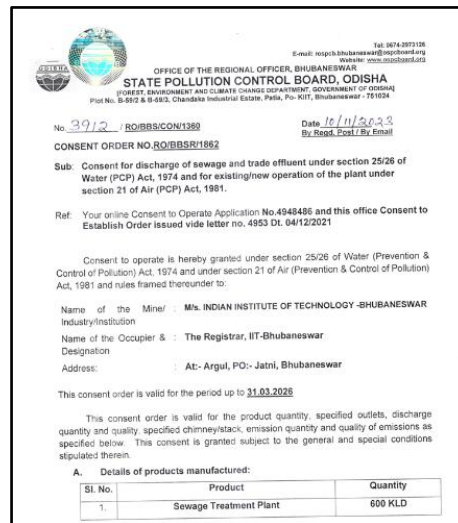 ODISHA
Tel: 0674-2973126
E-mail: rospcb.bhubaneswar@ospcboard.org
Website: www.ospcboard.org
OFFICE OF THE REGIONAL OFFICER, BHUBANESWAR
STATE POLLUTION CONTROL BOARD, ODISHA
[FOREST, ENVIRONMENT AND CLIMATE CHANGE DEPARTMENT, GOVERNMENT OF ODISHA]
Plot No. B-59/2 & B-59/3, Chandaka Industrial Estate, Patia, Po- KIIT, Bhubaneswar - 751024
No. 3912 / RO/BBS/CON/1360 Date 10/11/2023
By Regd. Post / By Email
CONSENT ORDER NO.RO/BBSR/1862
Sub: Consent for discharge of sewage and trade effluent under section 25/26 of
Water (PCP) Act, 1974 and for existing/new operation of the plant under
section 21 of Air (PCP) Act, 1981.
Ref: Your online Consent to Operate Application No.4948486 and this office Consent to
Establish Order issued vide letter no. 4953 Dt. 04/12/2021
Consent to operate is hereby granted under section 25/26 of Water (Prevention &
Control of Pollution) Act, 1974 and under section 21 of Air (Prevention & Control of Pollution)
Act, 1981 and rules framed thereunder to:
Name of the Mine/ : M/s. INDIAN INSTITUTE OF TECHNOLOGY -BHUBANESWAR
Industry/Institution
Name of the Occupier & : The Registrar, IIT-Bhubaneswar
Designation
Address: : At:- Argul, PO:- Jatni, Bhubaneswar
This consent order is valid for the period up to 31.03.2026
This consent order is valid for the product quantity, specified outlets, discharge
quantity and quality, specified chimney/stack, emission quantity and quality of emissions as
specified below. This consent is granted subject to the general and special conditions
stipulated therein.
A. Details of products manufactured:
Sl. No. Product Quantity
1. Sewage Treatment Plant 600 KLD